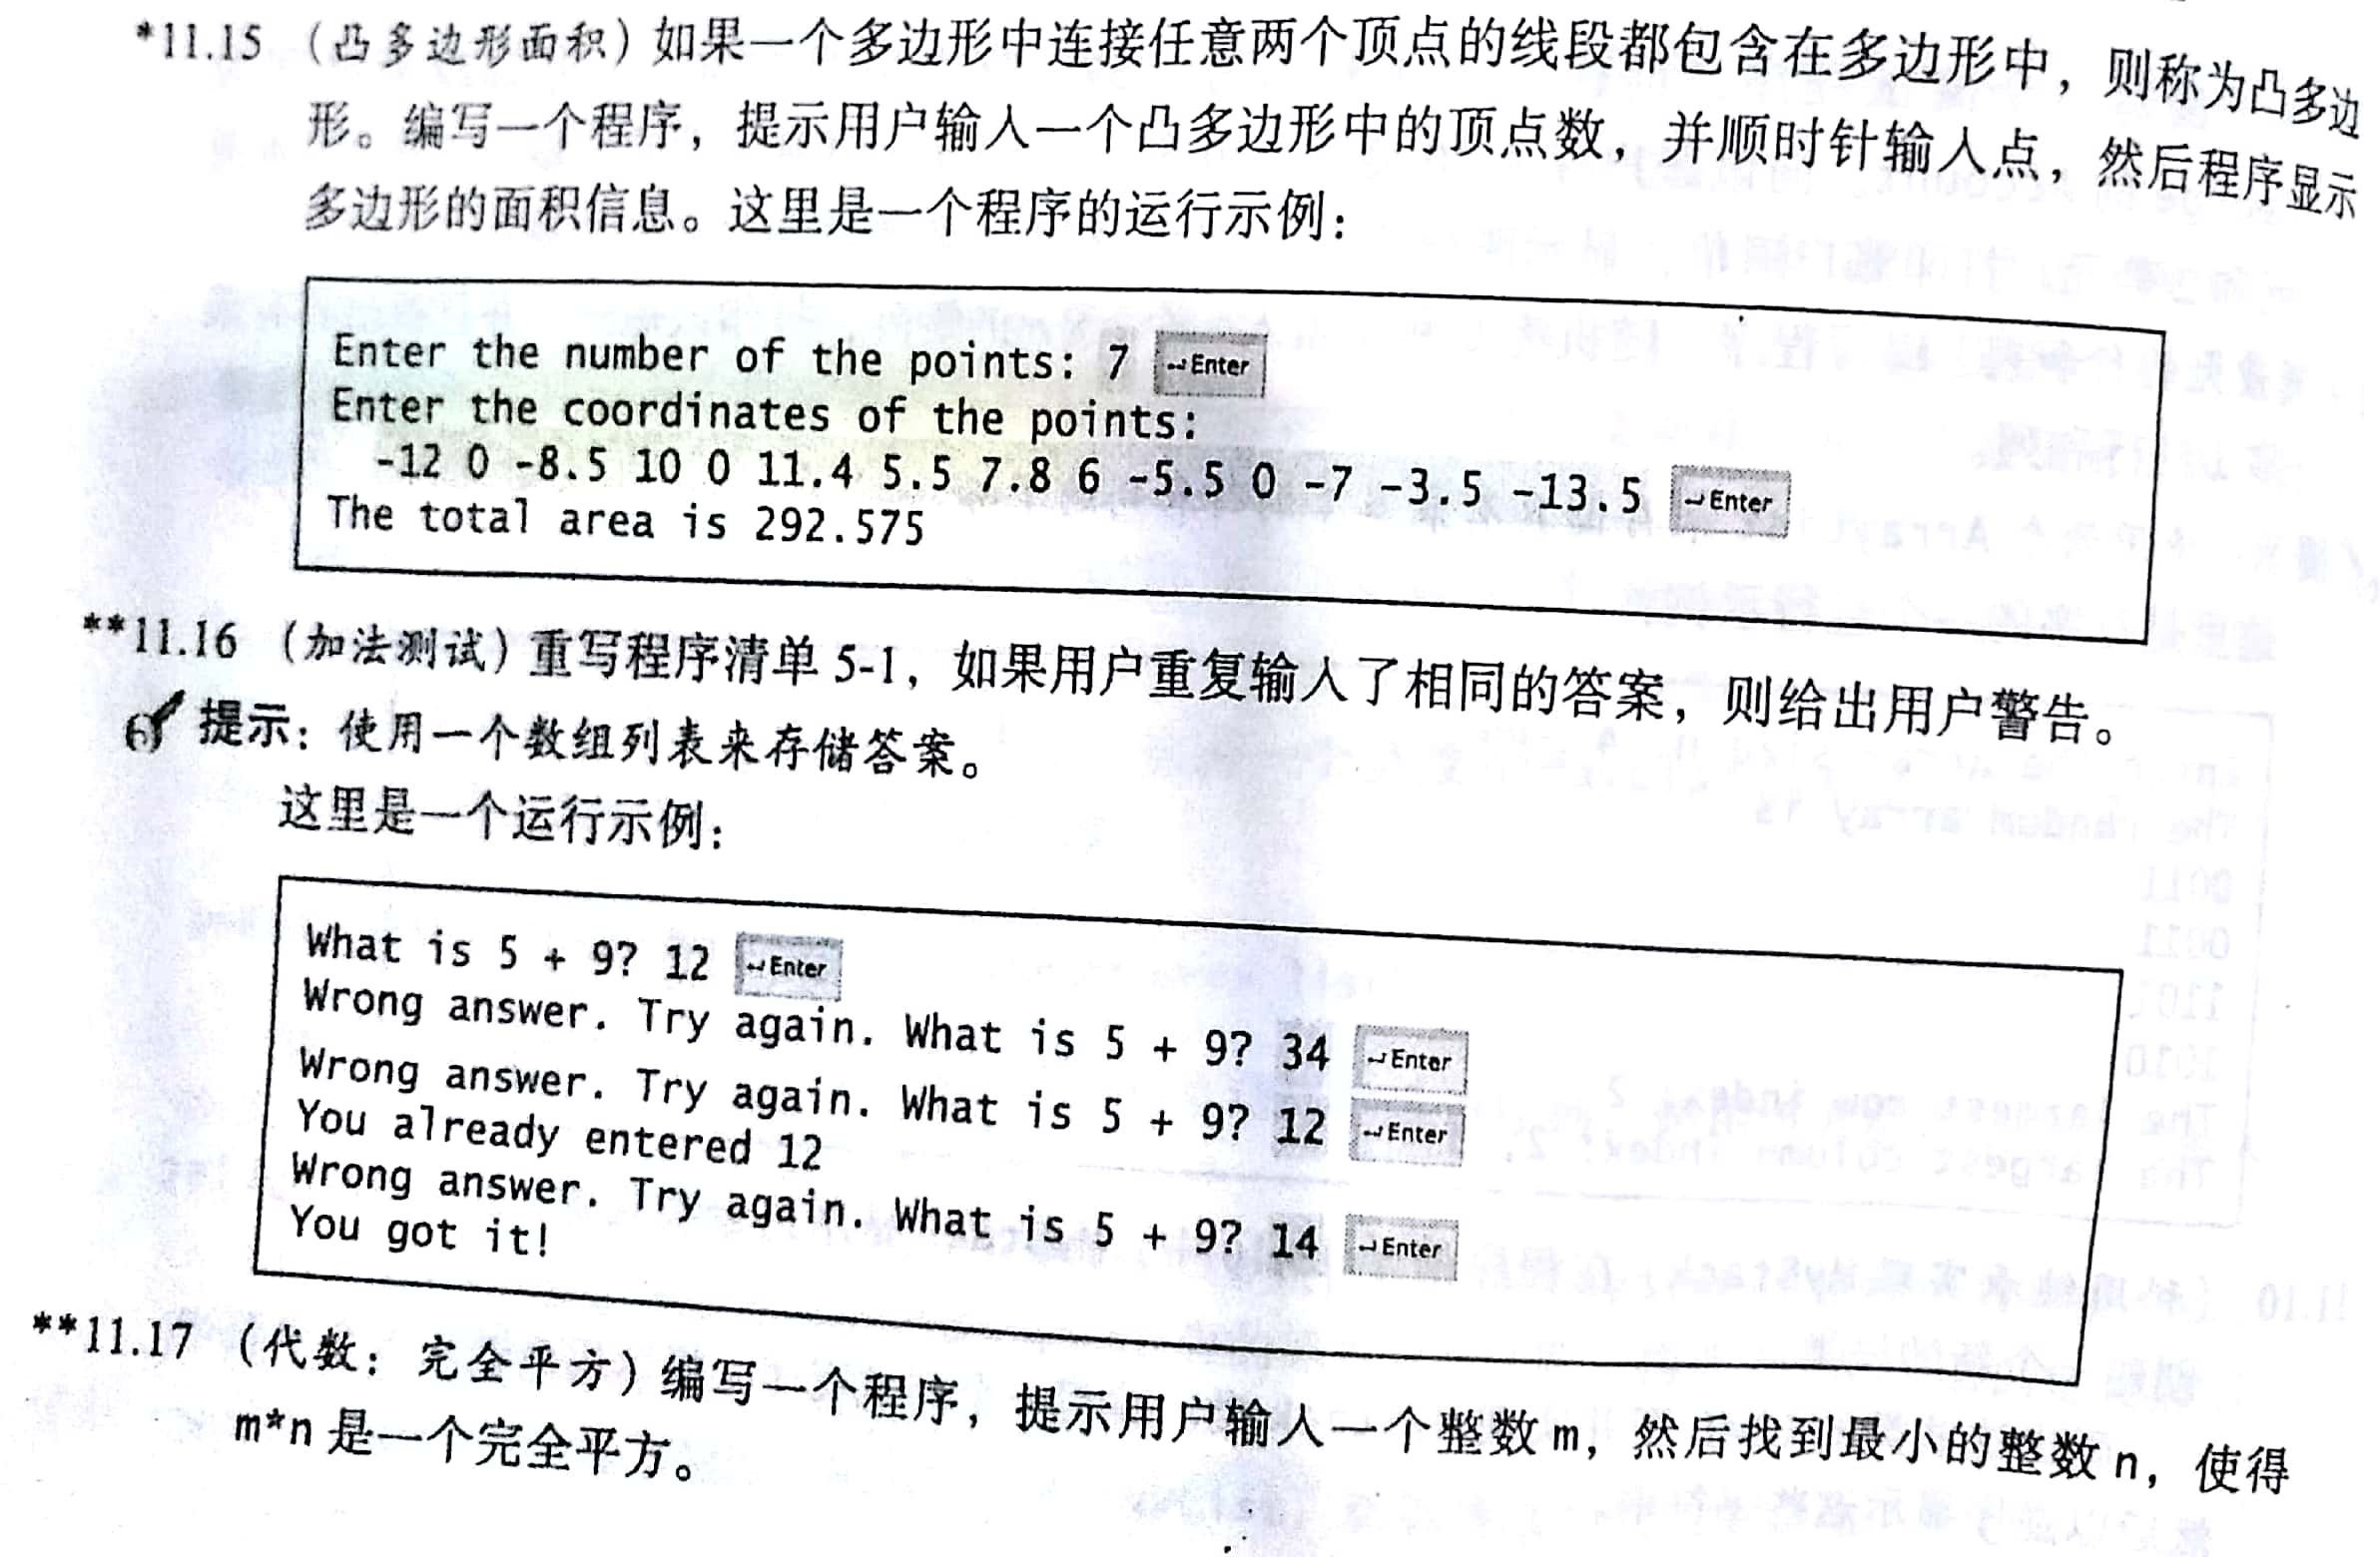 *11.15 (凸多边形面积)如果一个多边形中连接任意两个顶点的线段都包含在多边形中，则称为凸多边
形。编写一个程序，提示用户输入一个凸多边形中的顶点数，并顺时针输入点，然后程序显示
多边形的面积信息。这里是一个程序的运行示例：
Enter the number of the points: 7 ↵Enter
Enter the coordinates of the points:
-12 0 -8.5 10 0 11.4 5.5 7.8 6 -5.5 0 -7 -3.5 -13.5 ↵Enter
The total area is 292.575
**11.16 (加法测试)重写程序清单 5-1，如果用户重复输入了相同的答案，则给出用户警告。
提示：使用一个数组列表来存储答案。
这里是一个运行示例：
What is 5 + 9? 12 ↵Enter
Wrong answer. Try again. What is 5 + 9? 34 ↵Enter
Wrong answer. Try again. What is 5 + 9? 12 ↵Enter
You already entered 12
Wrong answer. Try again. What is 5 + 9? 14 ↵Enter
You got it!
**11.17 (代数：完全平方)编写一个程序，提示用户输入一个整数 m，然后找到最小的整数 n，使得
m*n 是一个完全平方。